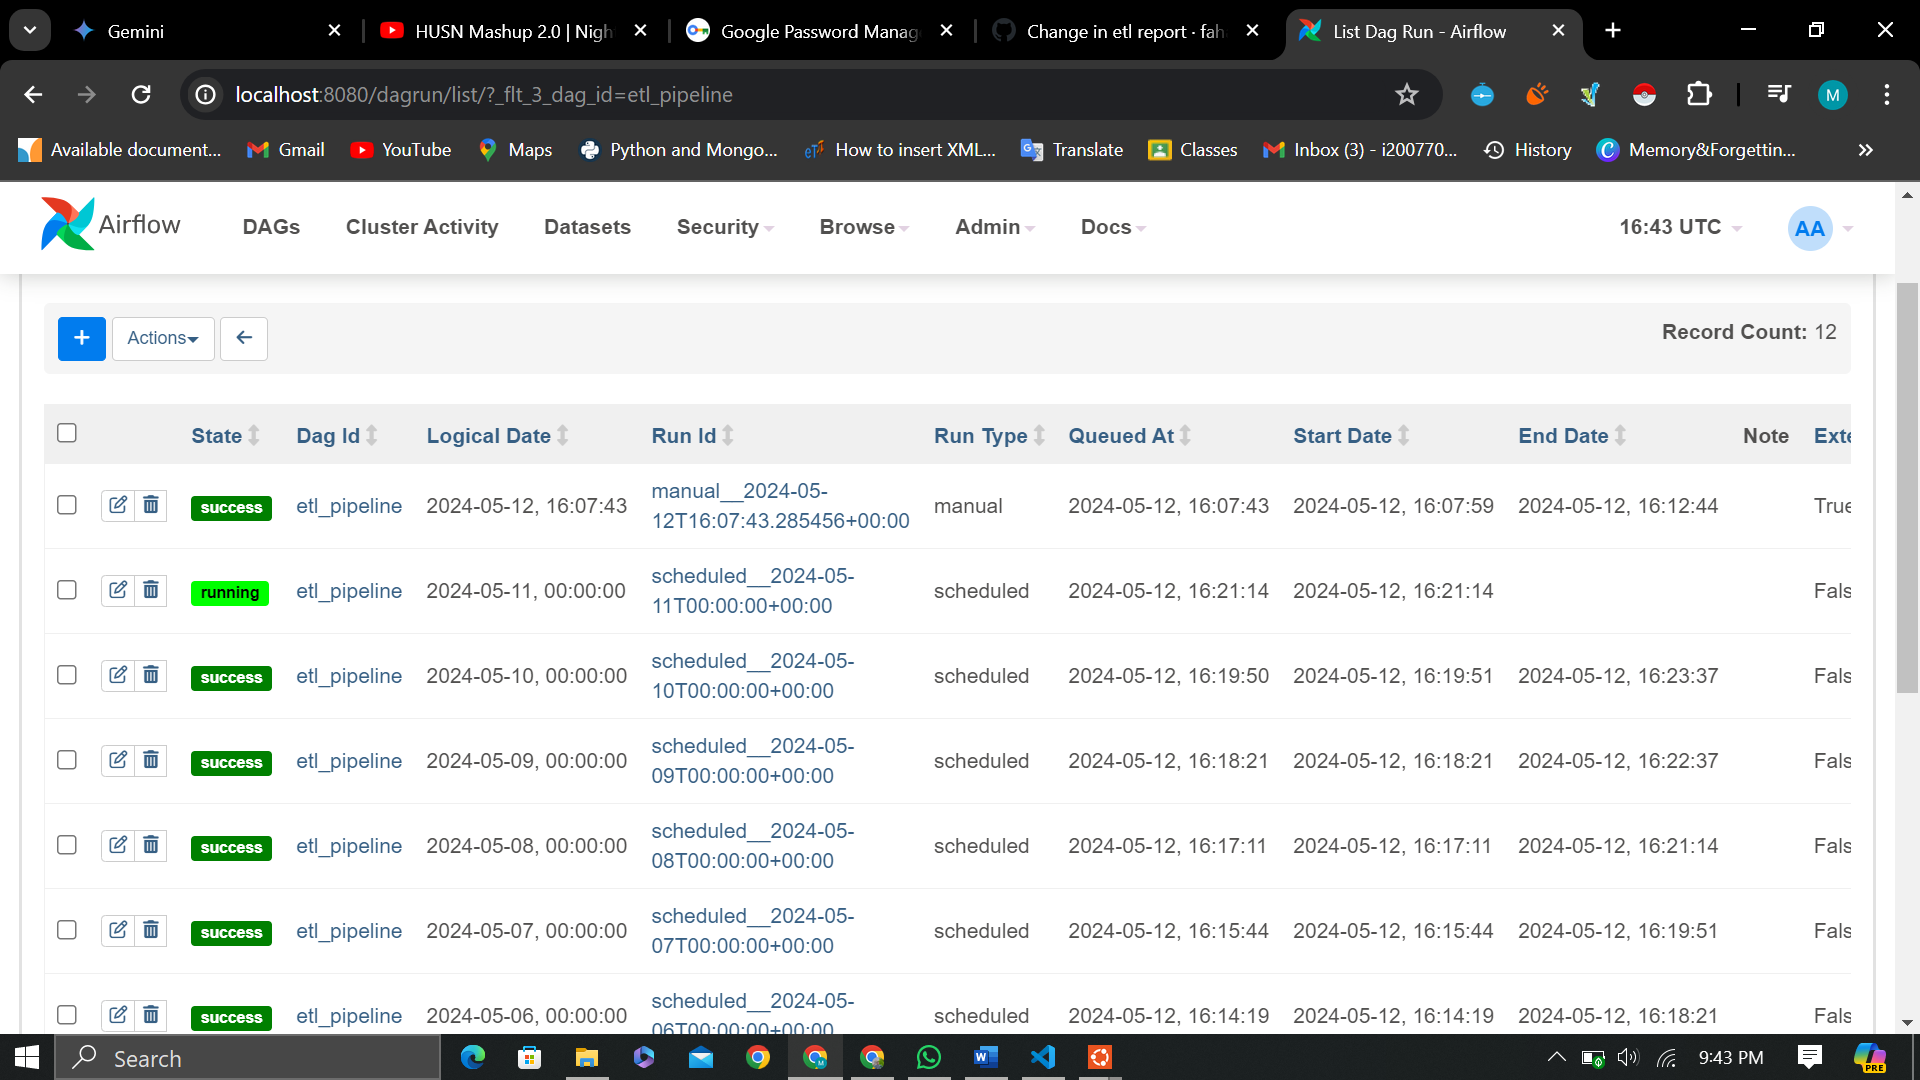 Gemini
HUSN Mashup 2.0 | Nigh
Google Password Manag
Change in etl report · fah
List Dag Run - Airflow
localhost:8080/dagrun/list/?_flt_3_dag_id=etl_pipeline
M
Available document...
Gmail
YouTube
Maps
Python and Mongo...
How to insert XML...
Translate
Classes
Inbox (3) - i200770...
History
Memory&Forgettin...
Airflow
DAGs
Cluster Activity
Datasets
Security
Browse
Admin
Docs
16:43 UTC
AA
Actions
Record Count: 12
State Dag Id Logical Date Run Id Run Type Queued At Start Date End Date Note Exte
success etl_pipeline 2024-05-12, 16:07:43 manual__2024-05-
12T16:07:43.285456+00:00 manual 2024-05-12, 16:07:43 2024-05-12, 16:07:59 2024-05-12, 16:12:44 True
running etl_pipeline 2024-05-11, 00:00:00 scheduled__2024-05-
11T00:00:00+00:00 scheduled 2024-05-12, 16:21:14 2024-05-12, 16:21:14 Fals
success etl_pipeline 2024-05-10, 00:00:00 scheduled__2024-05-
10T00:00:00+00:00 scheduled 2024-05-12, 16:19:50 2024-05-12, 16:19:51 2024-05-12, 16:23:37 Fals
success etl_pipeline 2024-05-09, 00:00:00 scheduled__2024-05-
09T00:00:00+00:00 scheduled 2024-05-12, 16:18:21 2024-05-12, 16:18:21 2024-05-12, 16:22:37 Fals
success etl_pipeline 2024-05-08, 00:00:00 scheduled__2024-05-
08T00:00:00+00:00 scheduled 2024-05-12, 16:17:11 2024-05-12, 16:17:11 2024-05-12, 16:21:14 Fals
success etl_pipeline 2024-05-07, 00:00:00 scheduled__2024-05-
07T00:00:00+00:00 scheduled 2024-05-12, 16:15:44 2024-05-12, 16:15:44 2024-05-12, 16:19:51 Fals
success etl_pipeline 2024-05-06, 00:00:00 scheduled__2024-05-
06T00:00:00+00:00 scheduled 2024-05-12, 16:14:19 2024-05-12, 16:14:19 2024-05-12, 16:18:21 Fals
Search
9:43 PM
PRE